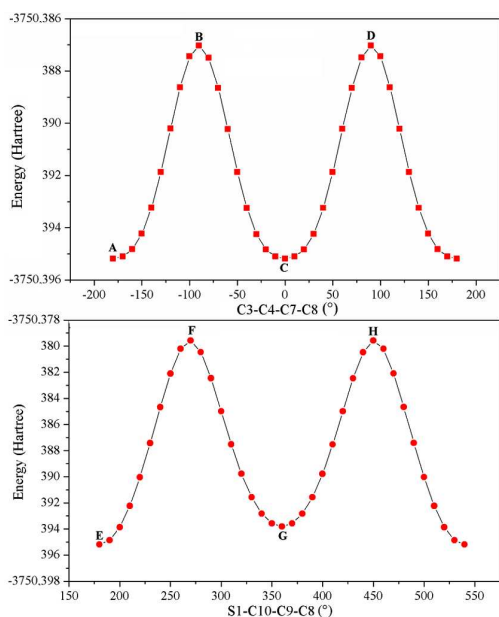 -3750.386
387
390
392
394
-3750.396
Energy (Hartree)
A
B
C
D
-200 -150 -100 -50 0 50 100 150 200
C3-C4-C7-C8 (°)
-3750.378
380
382
384
386
388
390
392
394
396
-3750.398
Energy (Hartree)
E
F
G
H
150 200 250 300 350 400 450 500 550
S1-C10-C9-C8 (°)